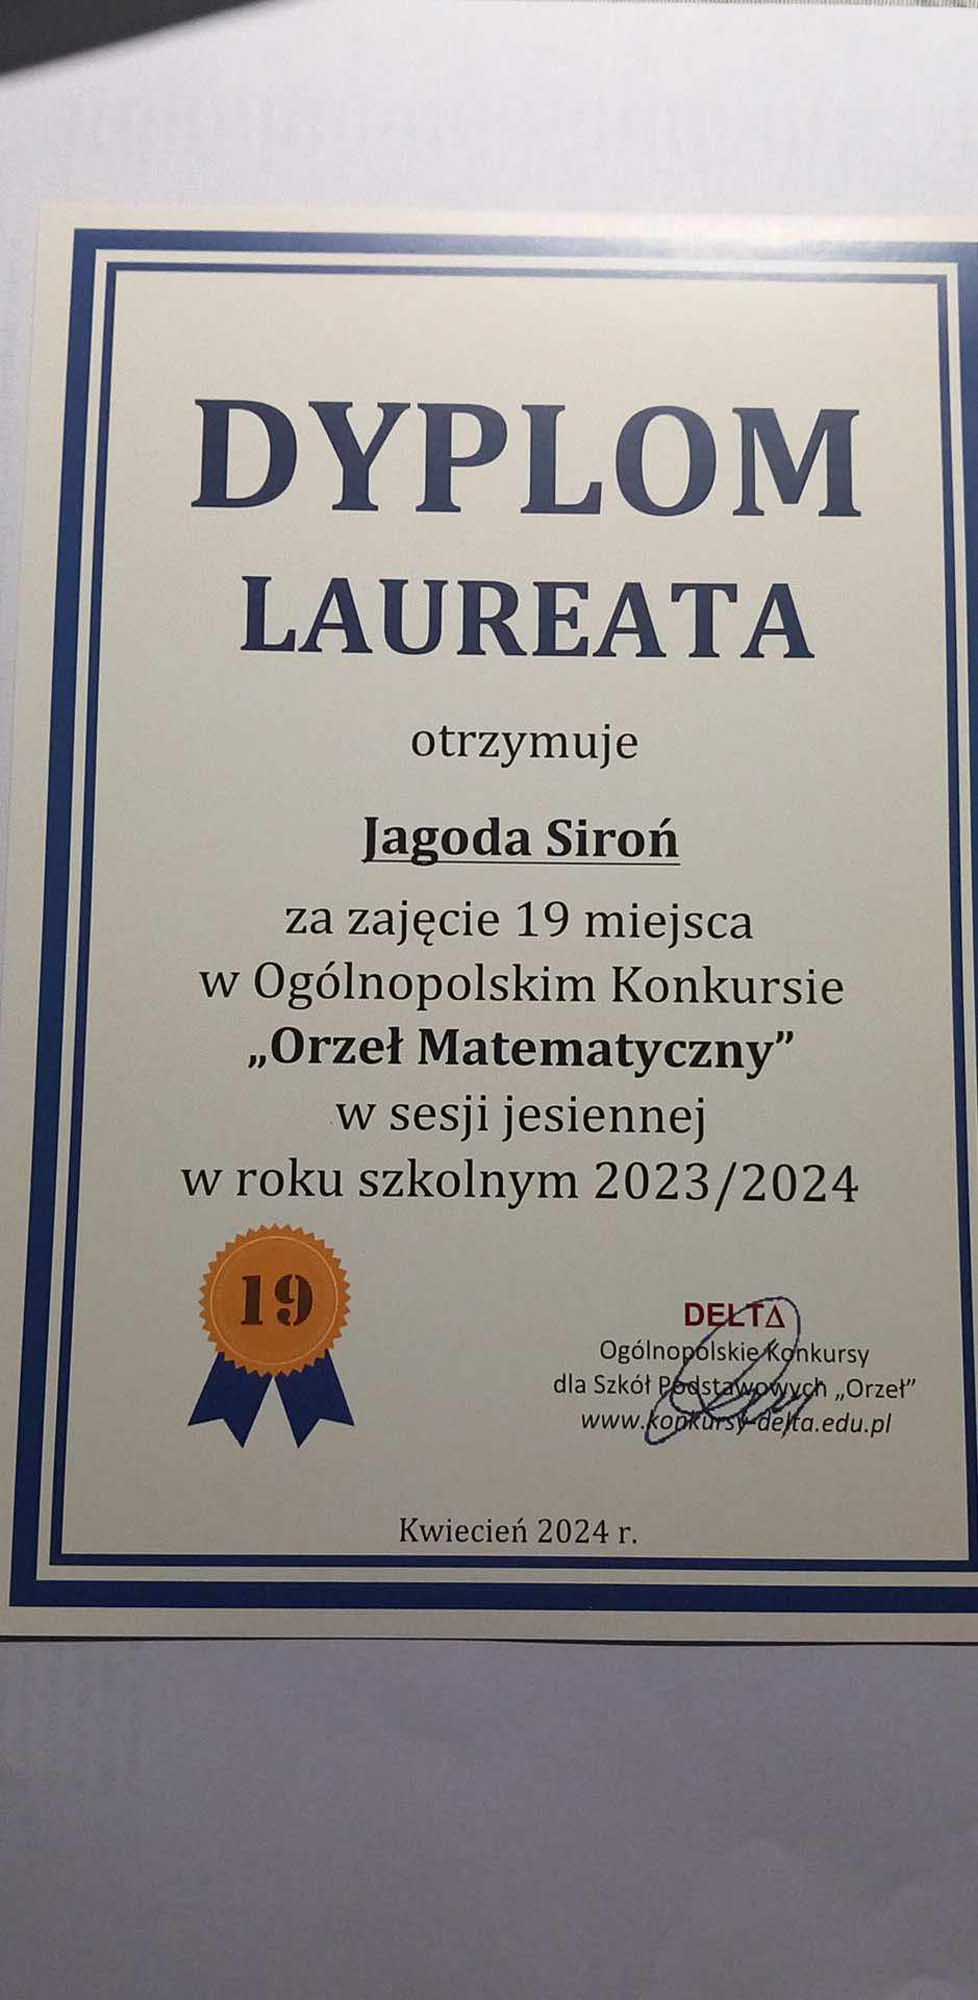 DYPLOM
LAUREATA
otrzymuje
Jagoda Siroń
za zajęcie 19 miejsca
w Ogólnopolskim Konkursie
„Orzeł Matematyczny”
w sesji jesiennej
w roku szkolnym 2023/2024
19
DELTA
Ogólnopolskie Konkursy
dla Szkół Podstawowych „Orzeł”
www.konkursy-delta.edu.pl
Kwiecień 2024 r.